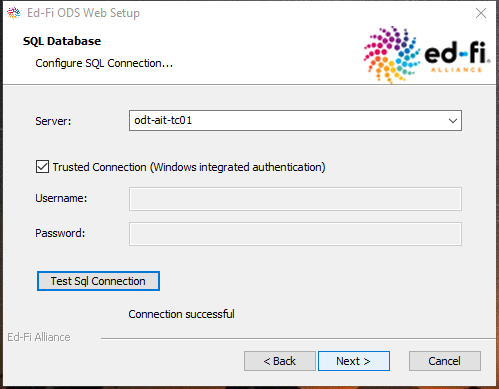 Ed-Fi ODS Web Setup
SQL Database
Configure SQL Connection...
ed-fi
ALLIANCE
Server:
odt-ait-tc01
Trusted Connection (Windows integrated authentication)
Username:
Password:
Test Sql Connection
Connection successful
Ed-Fi Alliance
< Back
Next >
Cancel